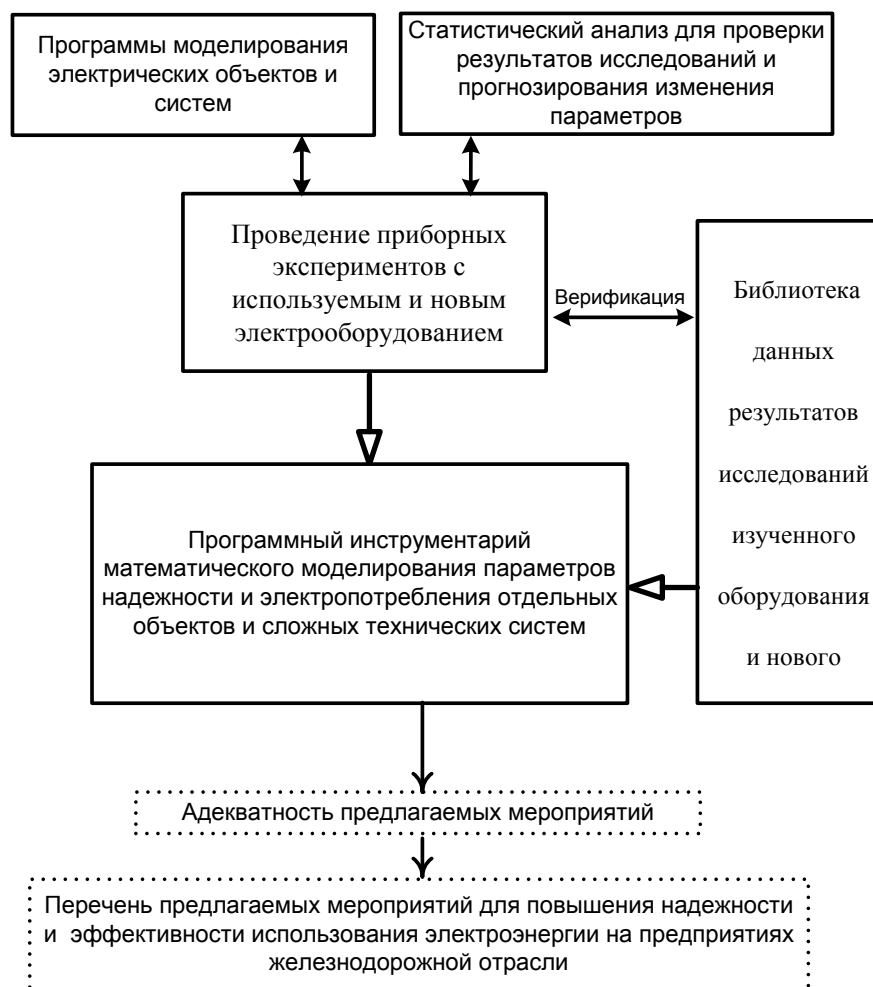 Программы моделирования
электрических объектов и
систем
Статистический анализ для проверки
результатов исследований и
прогнозирования изменения
параметров
Проведение приборных
экспериментов с
используемым и новым
электрооборудованием
Верификация
Библиотека
данных
результатов
исследований
изученного
оборудования
и нового
Программный инструментарий
математического моделирования параметров
надежности и электропотребления отдельных
объектов и сложных технических систем
Адекватность предлагаемых мероприятий
Перечень предлагаемых мероприятий для повышения надежности
и эффективности использования электроэнергии на предприятиях
железнодорожной отрасли